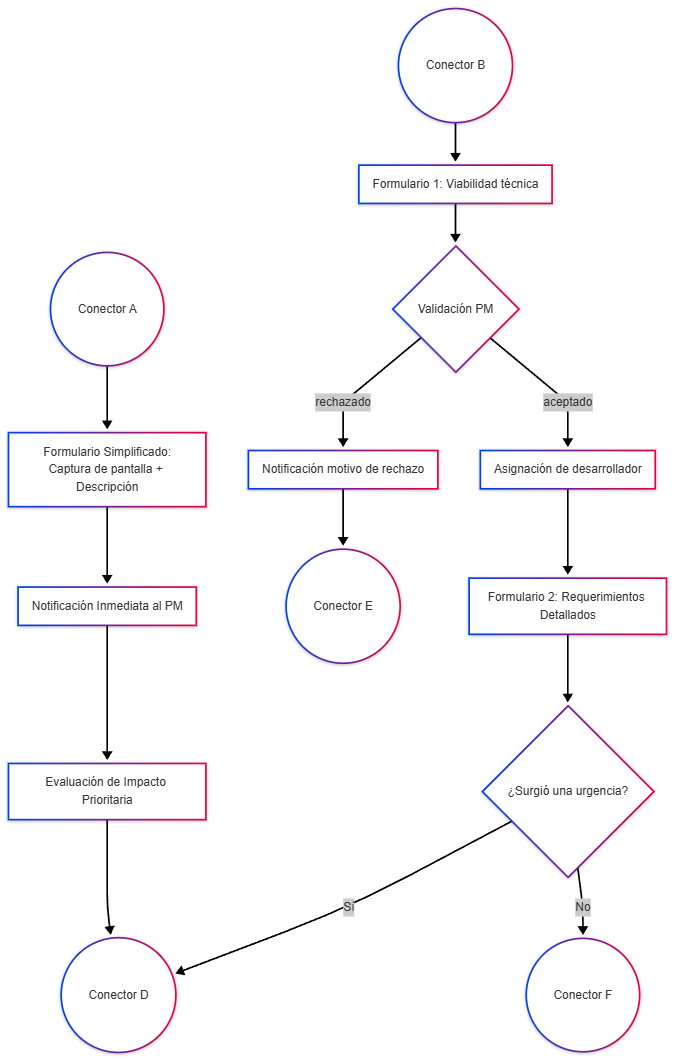 Conector B
Formulario 1: Viabilidad técnica
Conector A
Validación PM
rechazado
aceptado
Formulario Simplificado:
Captura de pantalla +
Descripción
Notificación motivo de rechazo
Asignación de desarrollador
Notificación Inmediata al PM
Conector E
Formulario 2: Requerimientos
Detallados
Evaluación de Impacto
Prioritaria
¿Surgió una urgencia?
Sí
No
Conector D
Conector F